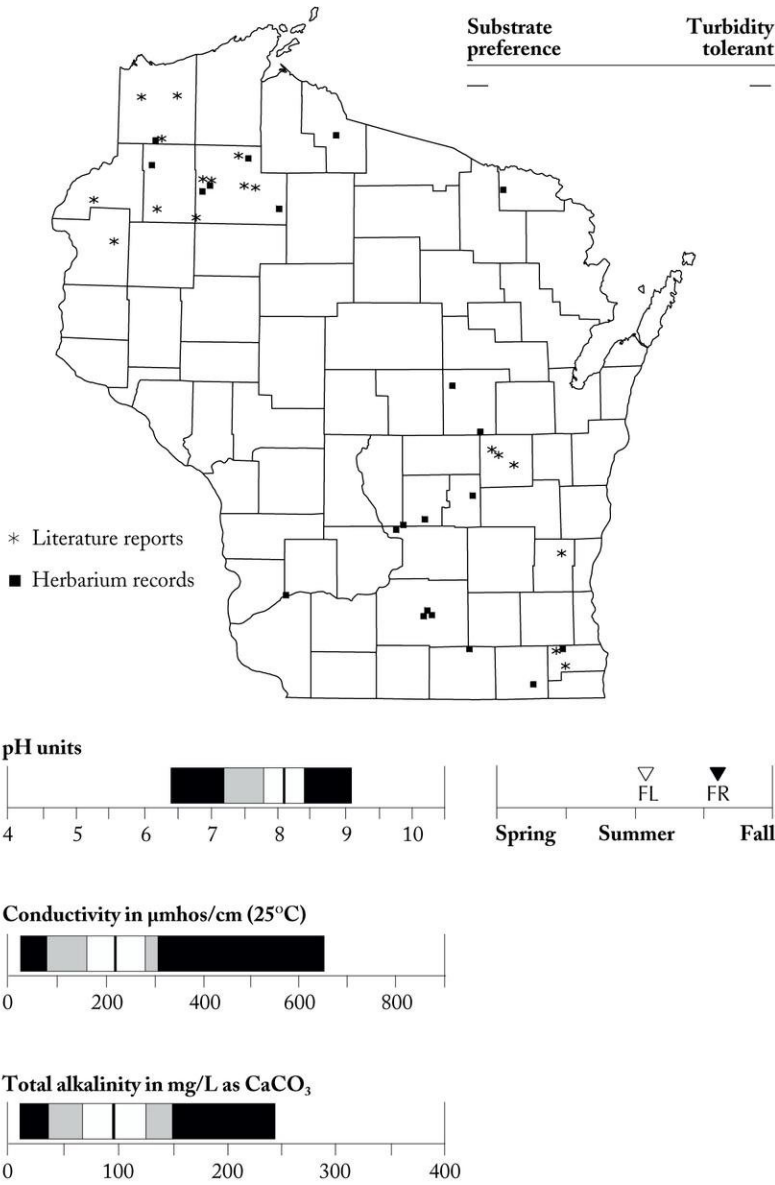 Substrate preference
Turbidity tolerant
—
—
* Literature reports
■ Herbarium records
pH units
4 5 6 7 8 9 10
FL FR
Spring Summer Fall
Conductivity in µmhos/cm (25°C)
0 200 400 600 800
Total alkalinity in mg/L as CaCO₃
0 100 200 300 400